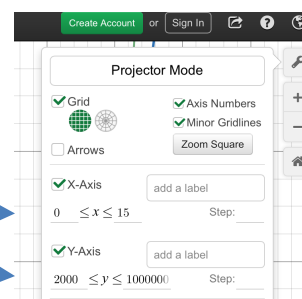 Create Account or Sign In
Projector Mode
Grid
Axis Numbers
Minor Gridlines
Arrows
Zoom Square
X-Axis
add a label
0 ≤ x ≤ 15 Step:
Y-Axis
add a label
2000 ≤ y ≤ 1000000 Step: